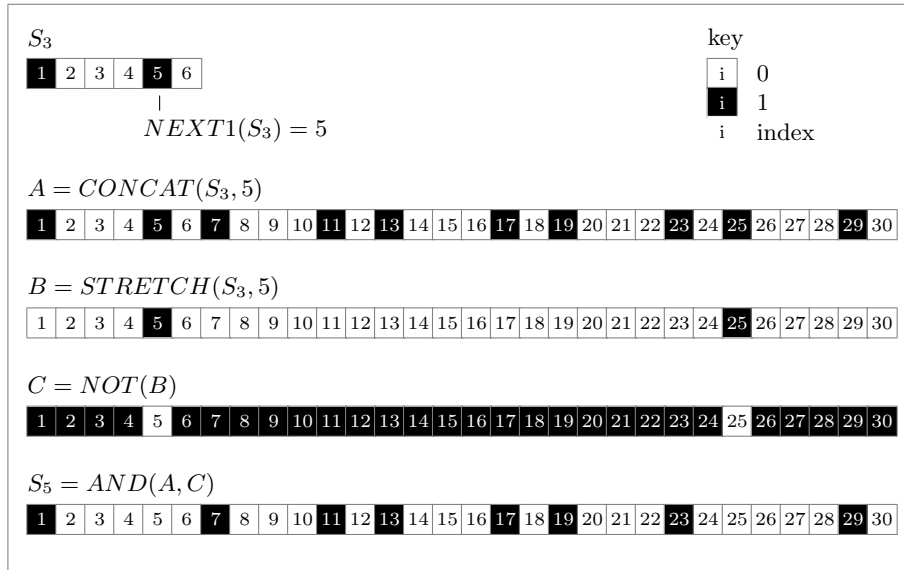 S₃
1 2 3 4 5 6
NEXT1(S₃) = 5
key
i 0
i 1
i index
A = CONCAT(S₃, 5)
1 2 3 4 5 6 7 8 9 10 11 12 13 14 15 16 17 18 19 20 21 22 23 24 25 26 27 28 29 30
B = STRETCH(S₃, 5)
1 2 3 4 5 6 7 8 9 10 11 12 13 14 15 16 17 18 19 20 21 22 23 24 25 26 27 28 29 30
C = NOT(B)
1 2 3 4 5 6 7 8 9 10 11 12 13 14 15 16 17 18 19 20 21 22 23 24 25 26 27 28 29 30
S₅ = AND(A, C)
1 2 3 4 5 6 7 8 9 10 11 12 13 14 15 16 17 18 19 20 21 22 23 24 25 26 27 28 29 30